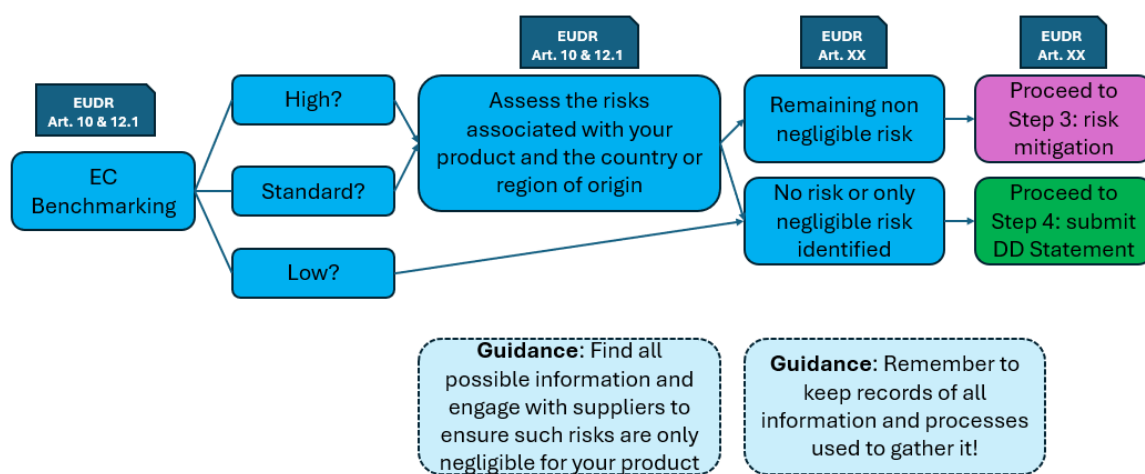 EUDR
Art. 10 & 12.1
EC
Benchmarking
High?
Standard?
Low?
EUDR
Art. 10 & 12.1
Assess the risks
associated with your
product and the country or
region of origin
EUDR
Art. XX
Remaining non
negligible risk
No risk or only
negligible risk
identified
EUDR
Art. XX
Proceed to
Step 3: risk
mitigation
Proceed to
Step 4: submit
DD Statement
Guidance: Find all
possible information and
engage with suppliers to
ensure such risks are only
negligible for your product
Guidance: Remember to
keep records of all
information and processes
used to gather it!